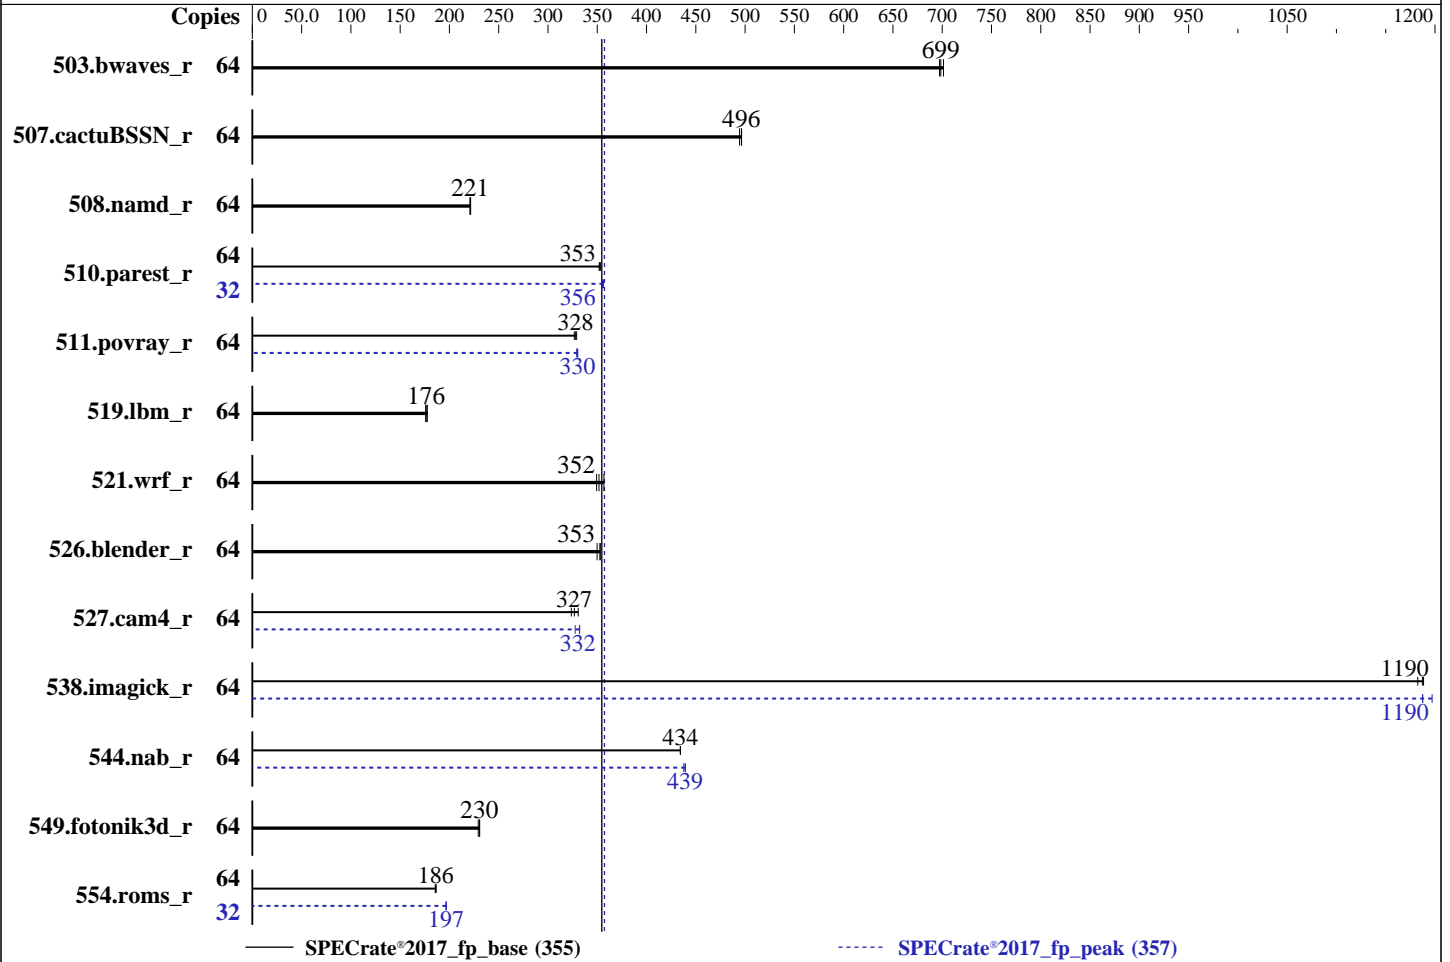 Copies 0 50.0 100 150 200 250 300 350 400 450 500 550 600 650 700 750 800 850 900 950 1050 1200
699
503.bwaves_r 64
496
507.cactuBSSN_r 64
221
508.namd_r 64
64 353
510.parest_r
32 356
328
511.povray_r 64
330
176
519.lbm_r 64
352
521.wrf_r 64
353
526.blender_r 64
327
527.cam4_r 64
332
1190
538.imagick_r 64
1190
434
544.nab_r 64
439
230
549.fotonik3d_r 64
64 186
554.roms_r
32 197
SPECrate®2017_fp_base (355) SPECrate®2017_fp_peak (357)